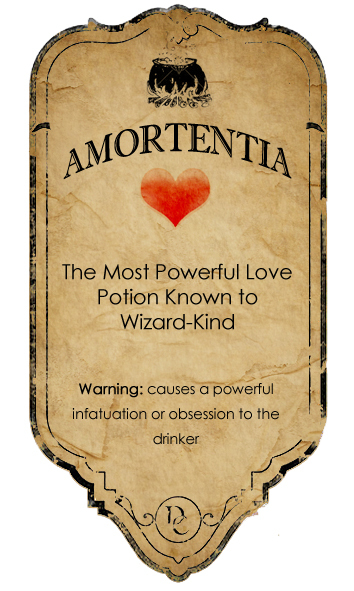 AMORTENTIA
The Most Powerful Love
Potion Known to
Wizard-Kind
Warning: causes a powerful
infatuation or obsession to the
drinker